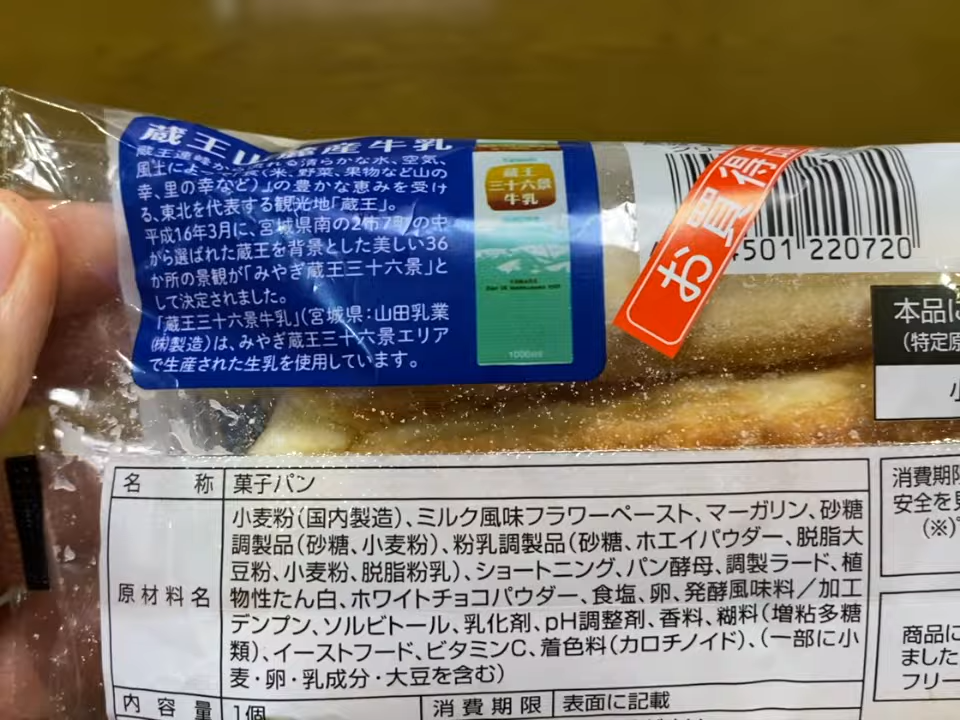 蔵王山麓産牛乳
風土によって育まれる清らかな水、空気、
幸、里の幸など）」の豊かな恵みを受け
る、東北を代表する観光地「蔵王」。
平成16年3月に、宮城県南の2市7町の中
から選ばれた蔵王を背景とした美しい36
か所の景観が「みやぎ蔵王三十六景」と
して決定されました。
「蔵王三十六景牛乳」（宮城県：山田乳業
㈱製造）は、みやぎ蔵王三十六景エリア
で生産された生乳を使用しています。
蔵王
三十六景
牛乳
1000ml
お買得
501 220720
本品に
（特定原
小
名称 菓子パン
原材料名
小麦粉（国内製造）、ミルク風味フラワーペースト、マーガリン、砂糖
調製品（砂糖、小麦粉）、粉乳調製品（砂糖、ホエイパウダー、脱脂大
豆粉、小麦粉、脱脂粉乳）、ショートニング、パン酵母、調製ラード、植
物性たん白、ホワイトチョコパウダー、食塩、卵、発酵風味料／加工
デンプン、ソルビトール、乳化剤、pH調整剤、香料、糊料（増粘多糖
類）、イーストフード、ビタミンC、着色料（カロチノイド）、（一部に小
麦・卵・乳成分・大豆を含む）
内容量 1個 消費期限 表面に記載
消費期限
安全を見
（※）
商品に
ました
フリー